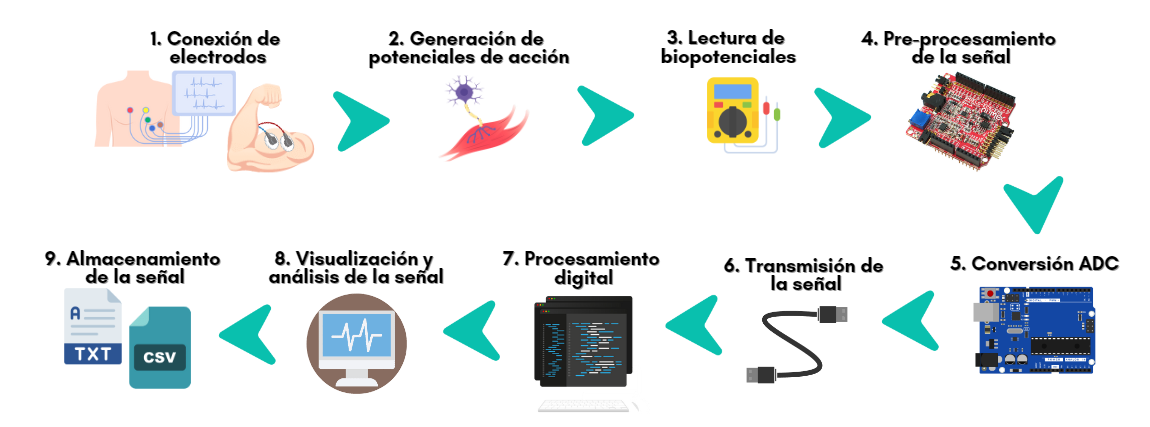 1. Conexión de
electrodos
2. Generación de
potenciales de acción
3. Lectura de
biopotenciales
4. Pre-procesamiento
de la señal
5. Conversión ADC
6. Transmisión de
la señal
7. Procesamiento
digital
8. Visualización y
análisis de la señal
9. Almacenamiento
de la señal
A
TXT
CSV